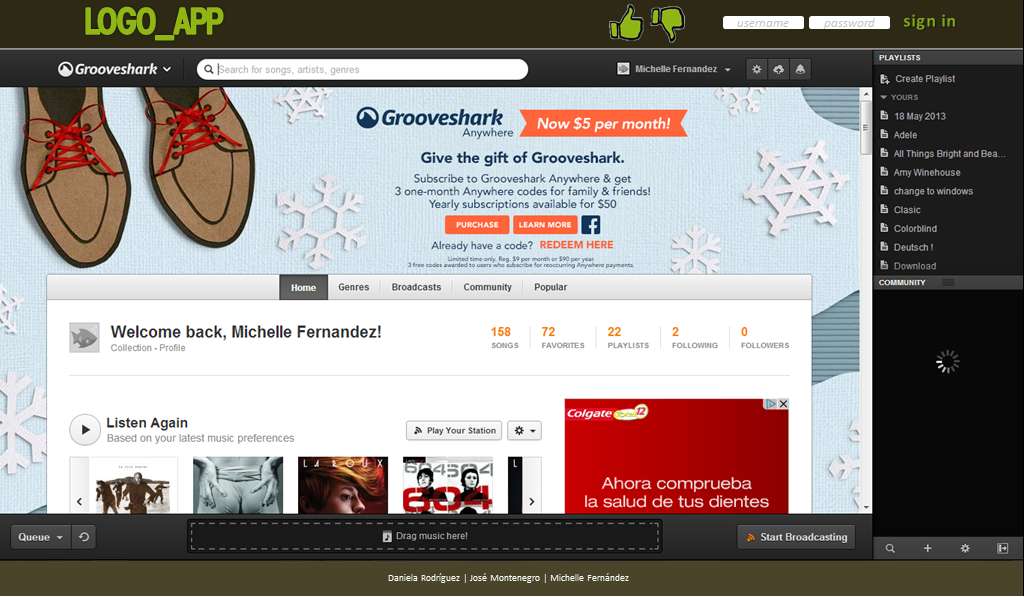 LOGO_APP
username password sign in
Grooveshark
Search for songs, artists, genres
Michelle Fernandez
Grooveshark
Anywhere
Now $5 per month!
Give the gift of Grooveshark.
Subscribe to Grooveshark Anywhere & get
3 one-month Anywhere codes for family & friends!
Yearly subscriptions available for $50
PURCHASE LEARN MORE
Already have a code? REDEEM HERE
Limited time only. Reg. $9 per month or $90 per year.
3 free codes awarded to users who subscribe for reoccurring Anywhere payments.
Home Genres Broadcasts Community Popular
Welcome back, Michelle Fernandez!
Collection - Profile
158 72 22 2 0
SONGS FAVORITES PLAYLISTS FOLLOWING FOLLOWERS
Listen Again
Based on your latest music preferences
Play Your Station
LA ROUX
604504
604
L
Colgate Total 12
Ahora comprueba
la salud de tus dientes
PLAYLISTS
Create Playlist
YOURS
18 May 2013
Adele
All Things Bright and Bea...
Amy Winehouse
change to windows
Clasic
Colorblind
Deutsch !
Download
COMMUNITY
Queue
Drag music here!
Start Broadcasting
Daniela Rodríguez | José Montenegro | Michelle Fernández